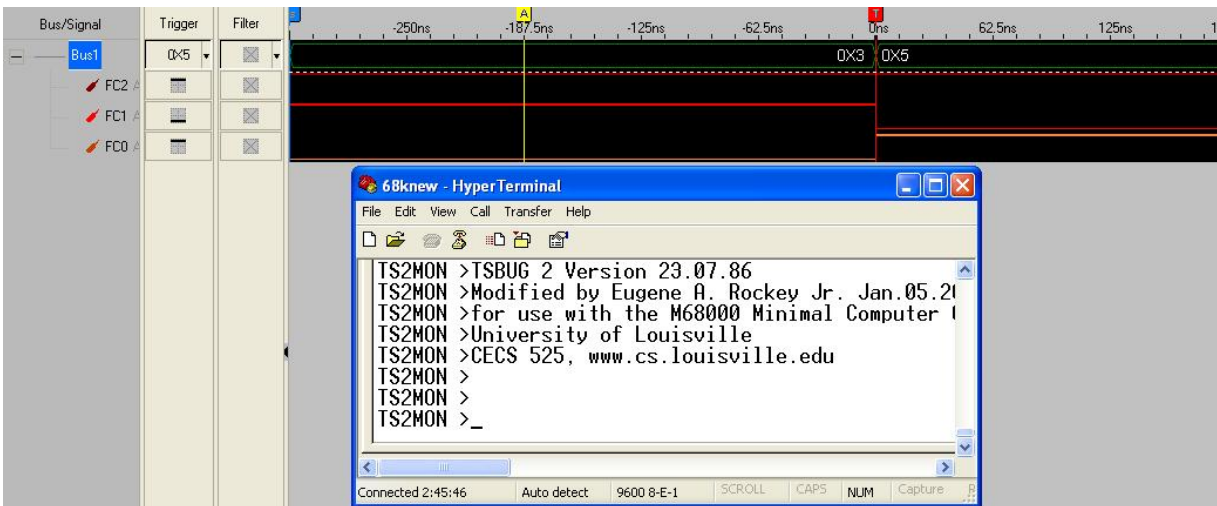 Bus/Signal Trigger Filter
-250ns A -187.5ns -125ns -62.5ns T 0ns 62.5ns 125ns 1
Bus1 0X5 0X3 0X5
FC2 A
FC1 A
FC0 A
68knew - HyperTerminal
File Edit View Call Transfer Help
TS2MON >TSBUG 2 Version 23.07.86
TS2MON >Modified by Eugene A. Rockey Jr. Jan.05.20
TS2MON >for use with the M68000 Minimal Computer
TS2MON >University of Louisville
TS2MON >CECS 525, www.cs.louisville.edu
TS2MON >
TS2MON >
TS2MON >_
Connected 2:45:46 Auto detect 9600 8-E-1 SCROLL CAPS NUM Capture